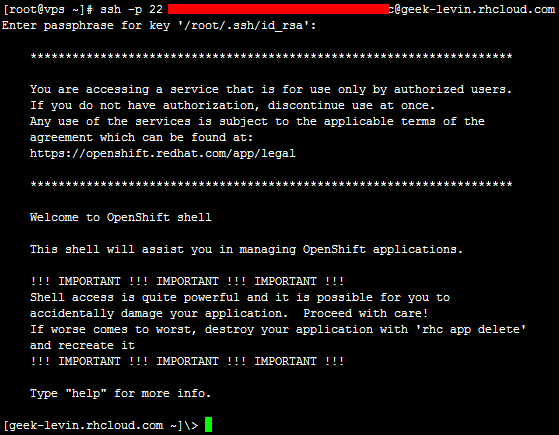 [root@vps ~]# ssh -p 22 c@geek-levin.rhcloud.com
Enter passphrase for key '/root/.ssh/id_rsa':
*********************************************************************
You are accessing a service that is for use only by authorized users.
If you do not have authorization, discontinue use at once.
Any use of the services is subject to the applicable terms of the
agreement which can be found at:
https://openshift.redhat.com/app/legal
*********************************************************************
Welcome to OpenShift shell
This shell will assist you in managing OpenShift applications.
!!! IMPORTANT !!! IMPORTANT !!! IMPORTANT !!!
Shell access is quite powerful and it is possible for you to
accidentally damage your application.  Proceed with care!
If worse comes to worst, destroy your application with 'rhc app delete'
and recreate it
!!! IMPORTANT !!! IMPORTANT !!! IMPORTANT !!!
Type "help" for more info.
[geek-levin.rhcloud.com ~]\>